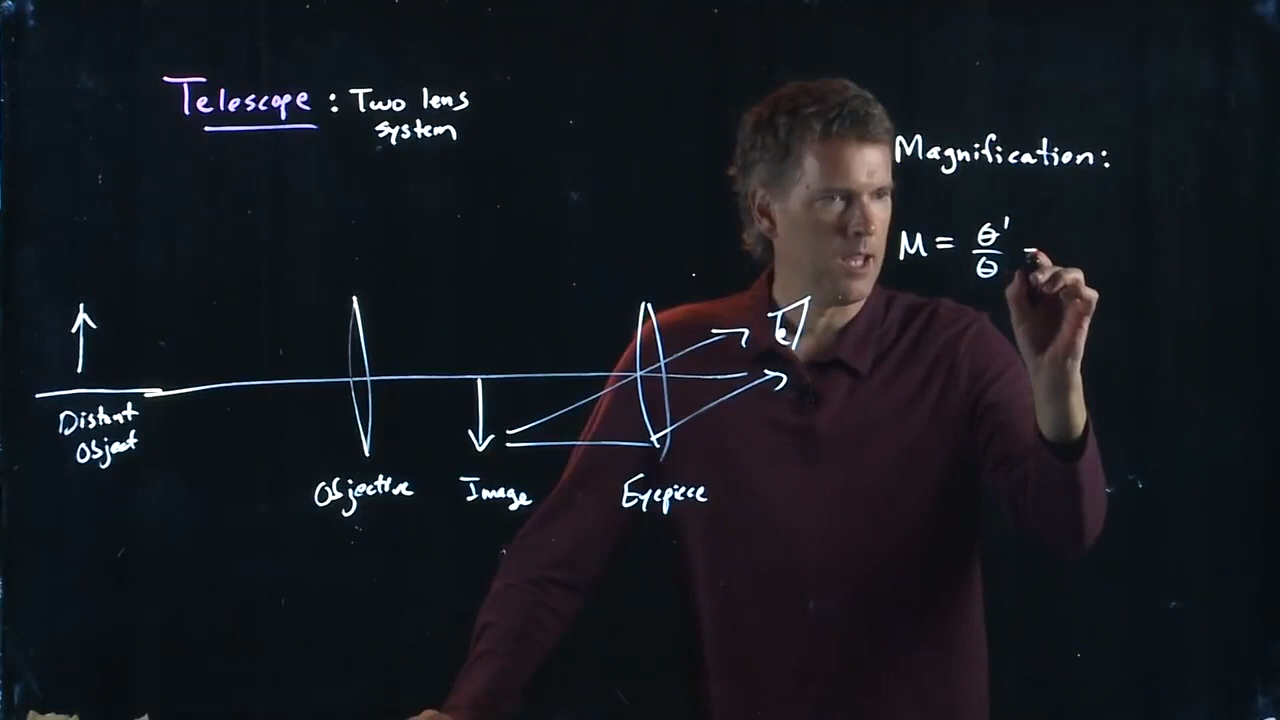 Telescope : Two lens
system
Magnification:
M = θ'/θ
Distant
Object
Objective
Image
Eyepiece